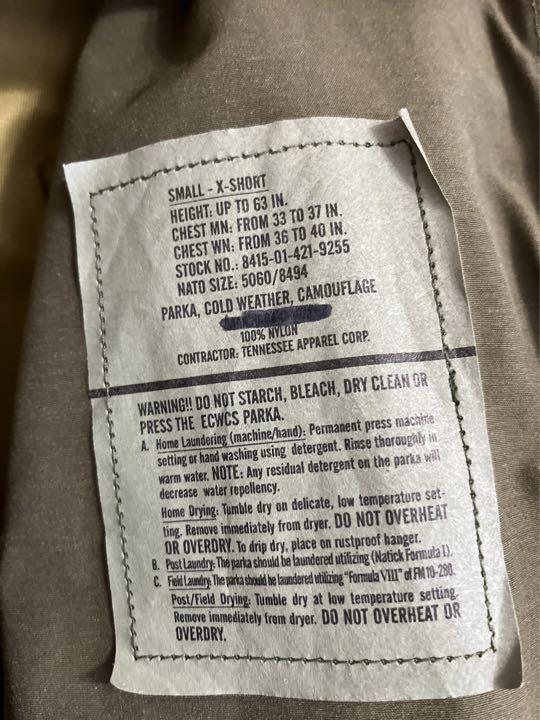 SMALL - X-SHORT
HEIGHT: UP TO 63 IN.
CHEST MN: FROM 33 TO 37 IN.
CHEST WN: FROM 36 TO 40 IN.
STOCK NO.: 8415-01-421-9255
NATO SIZE: 5060/8494
PARKA, COLD WEATHER, CAMOUFLAGE
100% NYLON
CONTRACTOR: TENNESSEE APPAREL CORP.
WARNING!! DO NOT STARCH, BLEACH, DRY CLEAN OR
PRESS THE ECWCS PARKA.
A. Home Laundering (machine/hand): Permanent press machine
setting or hand washing using detergent. Rinse thoroughly in
warm water. NOTE: Any residual detergent on the parka will
decrease water repellency.
Home Drying: Tumble dry on delicate, low temperature set-
ting. Remove immediately from dryer. DO NOT OVERHEAT
OR OVERDRY. To drip dry, place on rustproof hanger.
B. Post Laundry: The parka should be laundered utilizing (Natick Formula I).
C. Field Laundry: The parka should be laundered utilizing "Formula VIII" of FM 10-280.
Post/Field Drying: Tumble dry at low temperature setting.
Remove immediately from dryer. DO NOT OVERHEAT OR
OVERDRY.